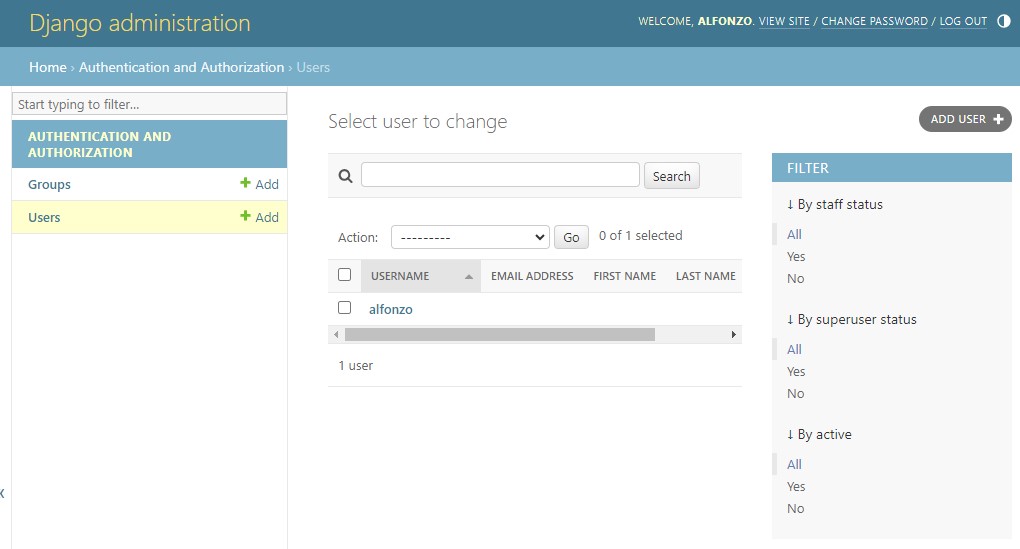 Django administration
WELCOME, ALFONZO. VIEW SITE / CHANGE PASSWORD / LOG OUT
Home › Authentication and Authorization › Users
Start typing to filter...
AUTHENTICATION AND
AUTHORIZATION
Groups + Add
Users + Add
Select user to change
ADD USER +
Search
Action: --------- Go 0 of 1 selected
USERNAME EMAIL ADDRESS FIRST NAME LAST NAME
alfonzo
1 user
FILTER
↓ By staff status
All
Yes
No
↓ By superuser status
All
Yes
No
↓ By active
All
Yes
No